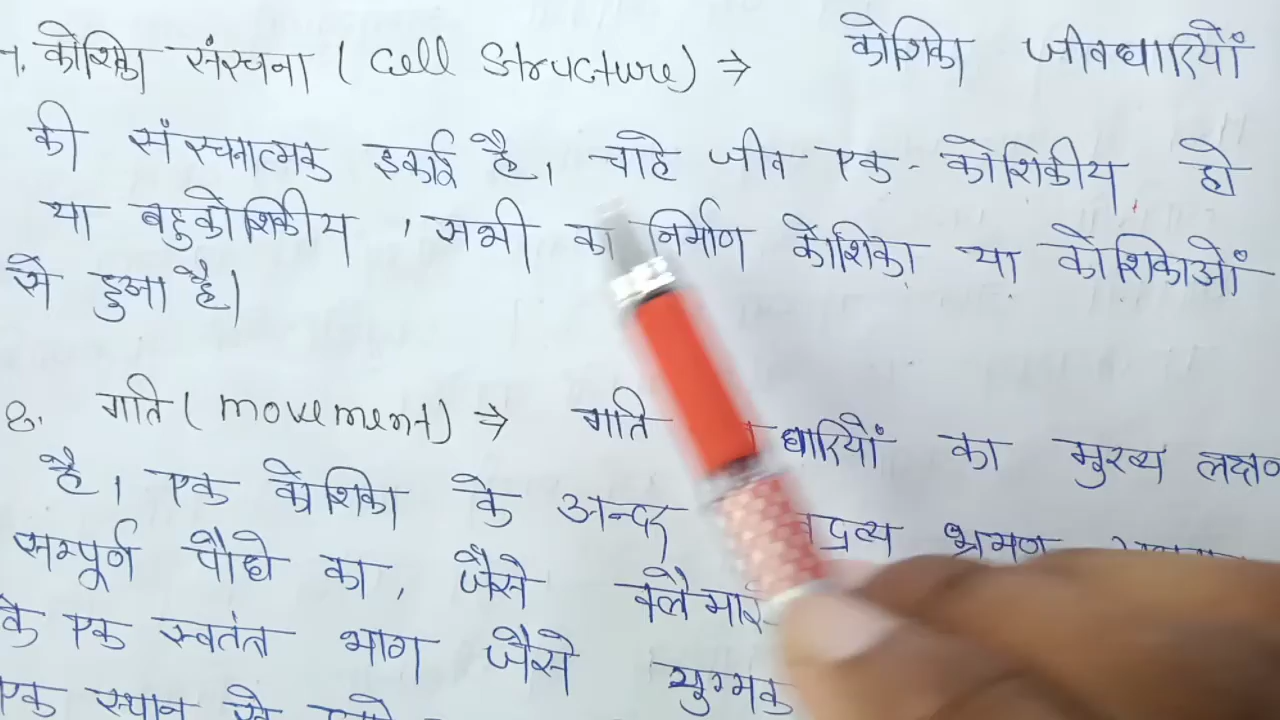 7. कोशिका संरचना ( Cell Structure ) ⇒ कोशिका जीवधारियों
की संरचनात्मक इकाई है, चाहे जीव एक-कोशिकीय हो
या बहुकोशिकीय, सभी का निर्माण कोशिका या कोशिकाओं
से हुआ है।
8. गति ( movement ) ⇒ गति धारियों का मुख्य लक्षण
है। एक कोशिका के अन्दर द्रव्य भ्रमण
सम्पूर्ण पौधे का, जैसे
के एक स्वतंत भाग जैसे युग्मक
एक स्थान से